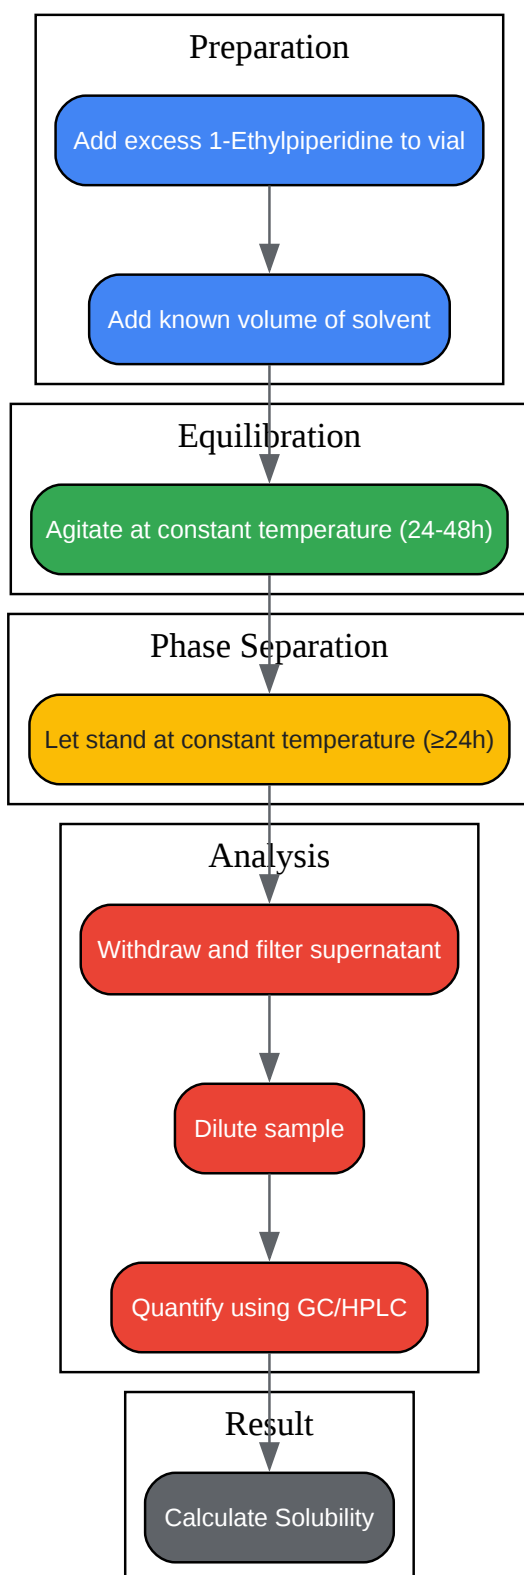 Preparation
Add excess 1-Ethylpiperidine to vial
Add known volume of solvent
Equilibration
Agitate at constant temperature (24-48h)
Phase Separation
Let stand at constant temperature (≥24h)
Analysis
Withdraw and filter supernatant
Dilute sample
Quantify using GC/HPLC
Result
Calculate Solubility